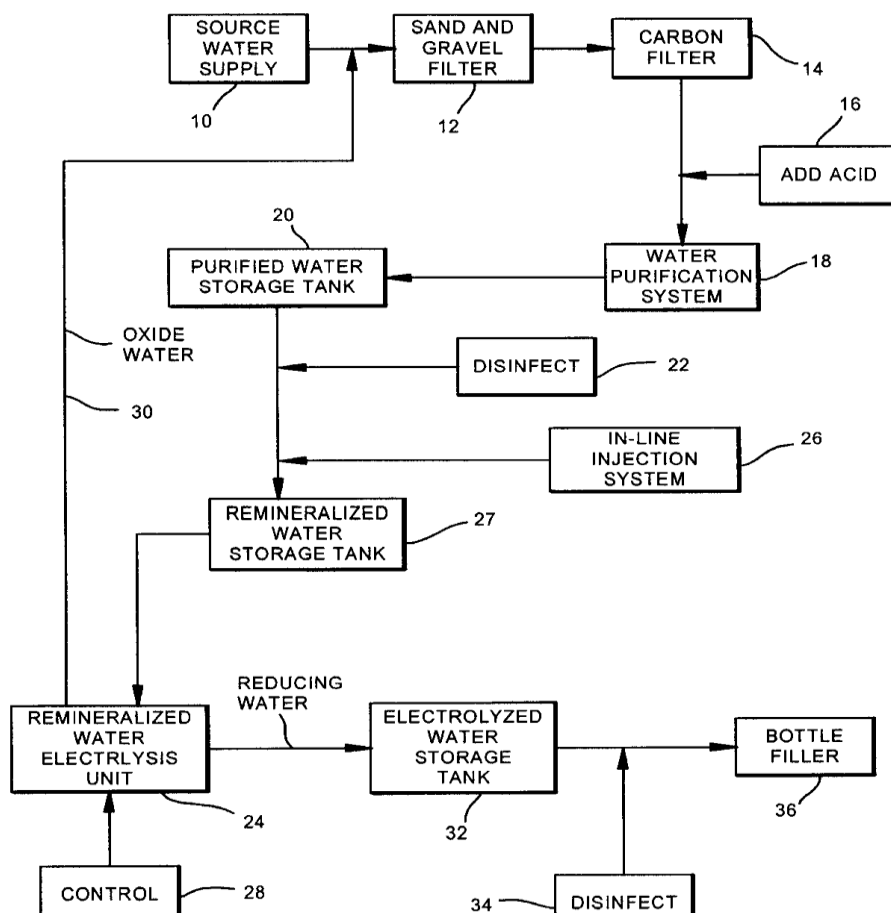 SOURCE
WATER
SUPPLY
10
SAND AND
GRAVEL
FILTER
12
CARBON
FILTER
14
16
ADD ACID
20
PURIFIED WATER
STORAGE TANK
WATER
PURIFICATION
SYSTEM
18
OXIDE
WATER
30
DISINFECT
22
IN-LINE
INJECTION
SYSTEM
26
REMINERALIZED
WATER
STORAGE TANK
27
REMINERALIZED
WATER
ELECTRLYSIS
UNIT
24
REDUCING
WATER
ELECTROLYZED
WATER
STORAGE
TANK
32
BOTTLE
FILLER
36
CONTROL
28
34
DISINFECT